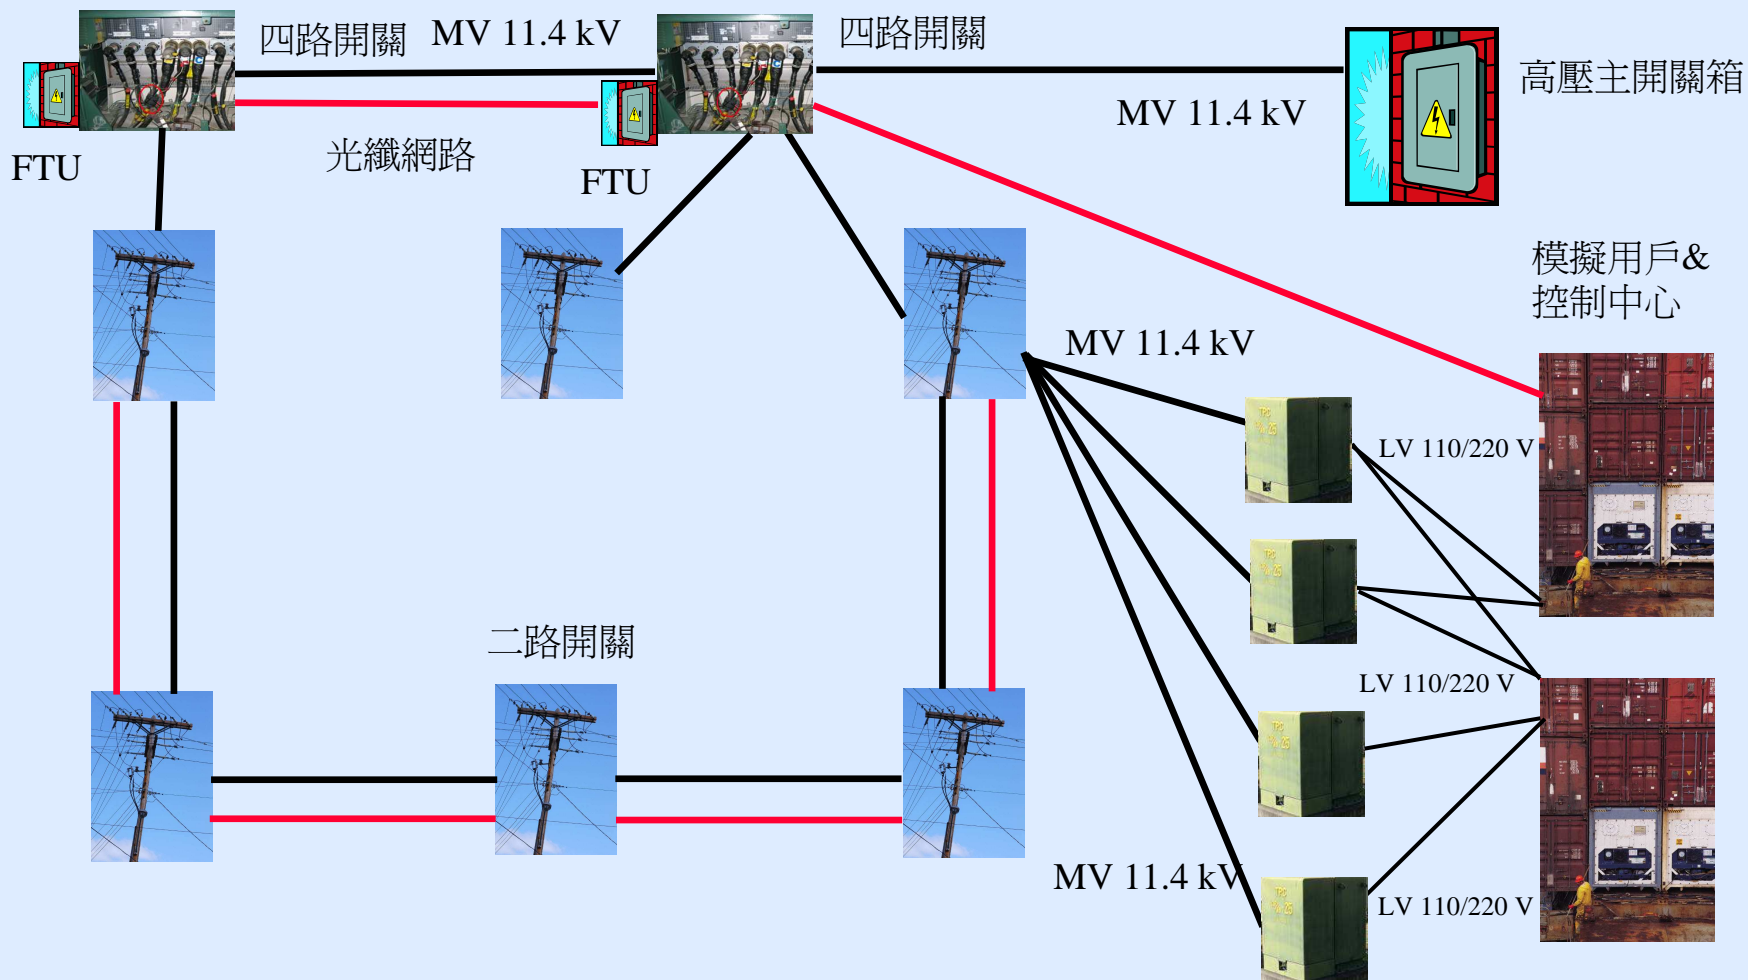 四路開關
MV 11.4 kV
四路開關
高壓主開關箱
MV 11.4 kV
FTU
光纖網路
FTU
模擬用戶&
控制中心
MV 11.4 kV
LV 110/220 V
二路開關
LV 110/220 V
MV 11.4 kV
LV 110/220 V